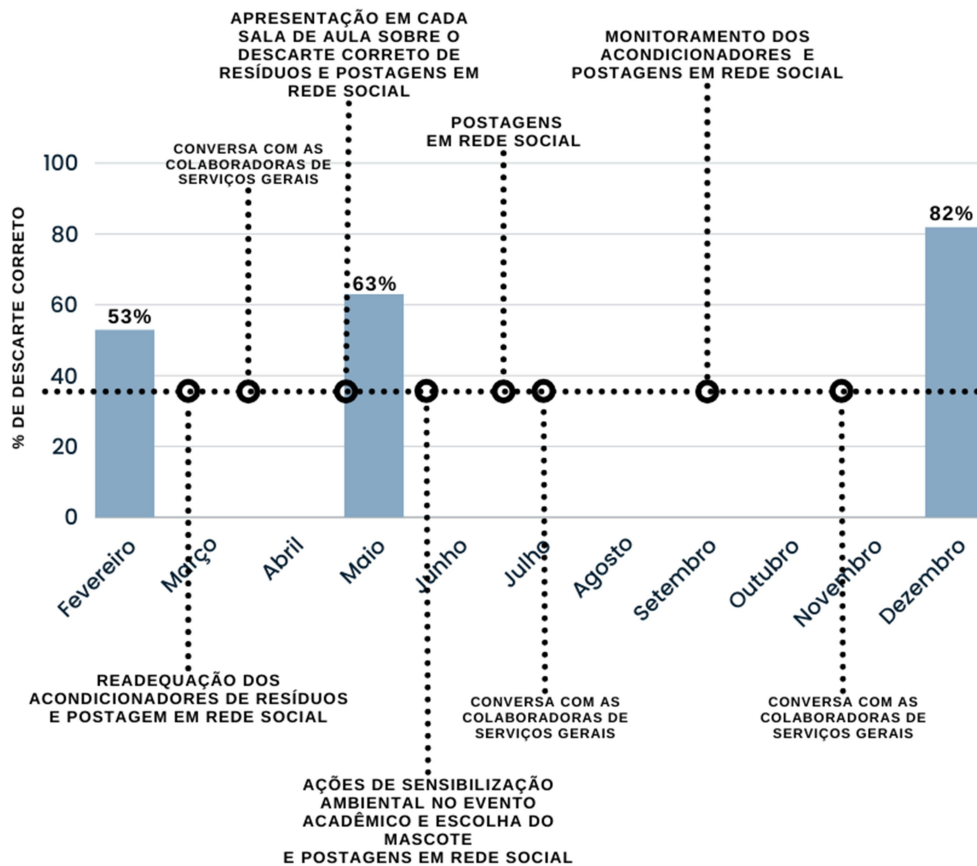 APRESENTAÇÃO EM CADA
SALA DE AULA SOBRE O
DESCARTE CORRETO DE
RESÍDUOS E POSTAGENS EM
REDE SOCIAL
MONITORAMENTO DOS
ACONDICIONADORES E
POSTAGENS EM REDE SOCIAL
POSTAGENS
EM REDE SOCIAL
CONVERSA COM AS
COLABORADORAS DE
SERVIÇOS GERAIS
% DE DESCARTE CORRETO
100
80
60
40
20
0
53%
63%
82%
Fevereiro
Março
Abril
Maio
Junho
Julho
Agosto
Setembro
Outubro
Novembro
Dezembro
READEQUAÇÃO DOS
ACONDICIONADORES DE RESÍDUOS
E POSTAGEM EM REDE SOCIAL
CONVERSA COM AS
COLABORADORAS DE
SERVIÇOS GERAIS
CONVERSA COM AS
COLABORADORAS DE
SERVIÇOS GERAIS
AÇÕES DE SENSIBILIZAÇÃO
AMBIENTAL NO EVENTO
ACADÊMICO E ESCOLHA DO
MASCOTE
E POSTAGENS EM REDE SOCIAL